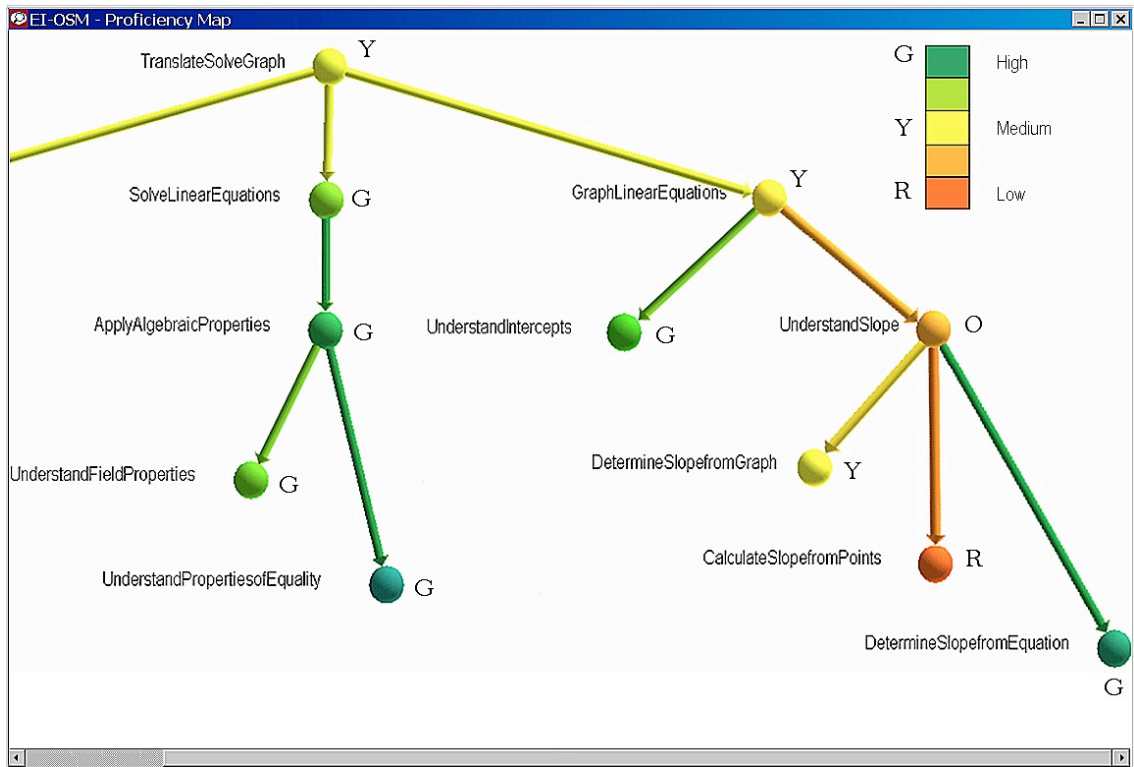 EI-OSM - Proficiency Map
TranslateSolveGraph
Y
G
High
Y
Medium
R
Low
SolveLinearEquations
G
GraphLinearEquations
Y
ApplyAlgebraicProperties
G
UnderstandIntercepts
G
UnderstandSlope
O
UnderstandFieldProperties
G
DetermineSlopefromGraph
Y
UnderstandPropertiesofEquality
G
CalculateSlopefromPoints
R
DetermineSlopefromEquation
G